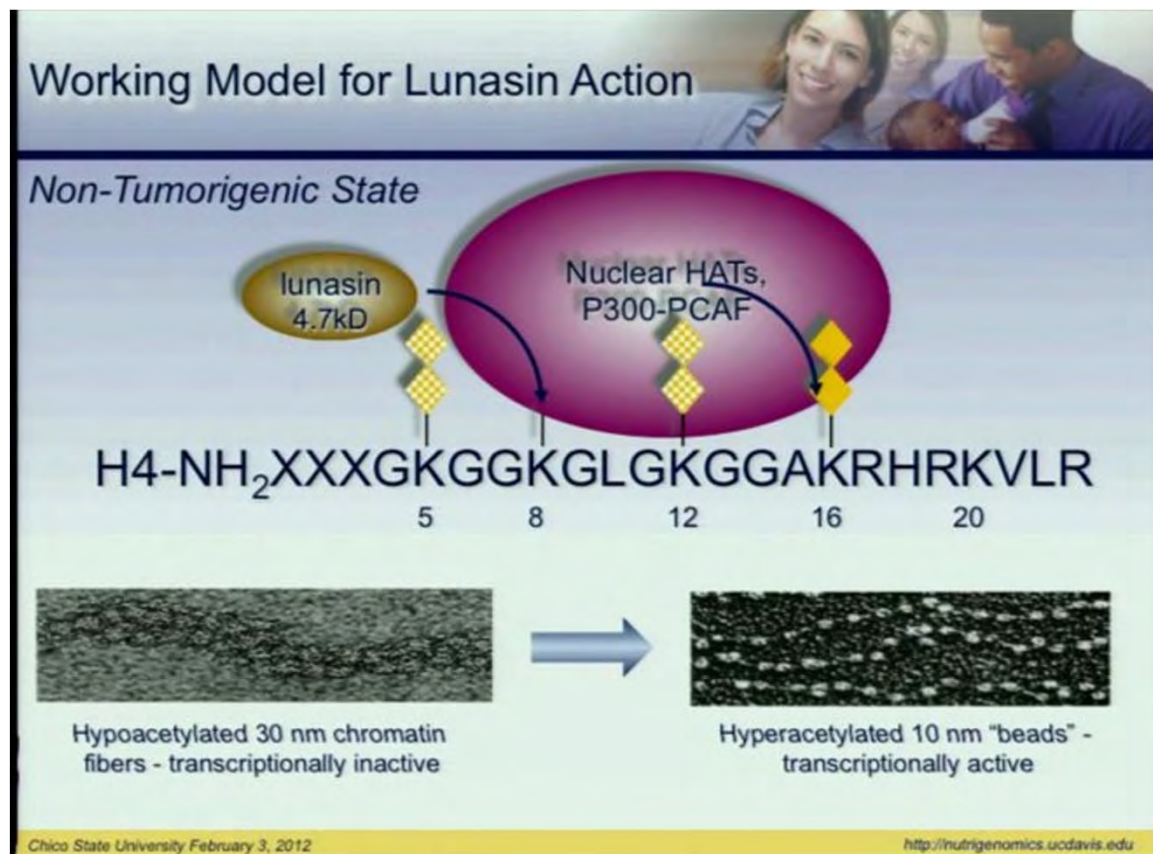 Working Model for Lunasin Action
Non-Tumorigenic State
lunasin
4.7kD
Nuclear HATs,
P300-PCAF
H4-NH₂XXXGKGGKGLGKGGAKRHRKVLR
5 8 12 16 20
Hypoacetylated 30 nm chromatin
fibers - transcriptionally inactive
Hyperacetylated 10 nm "beads" -
transcriptionally active
Chico State University February 3, 2012
http://nutrigenomics.ucdavis.edu